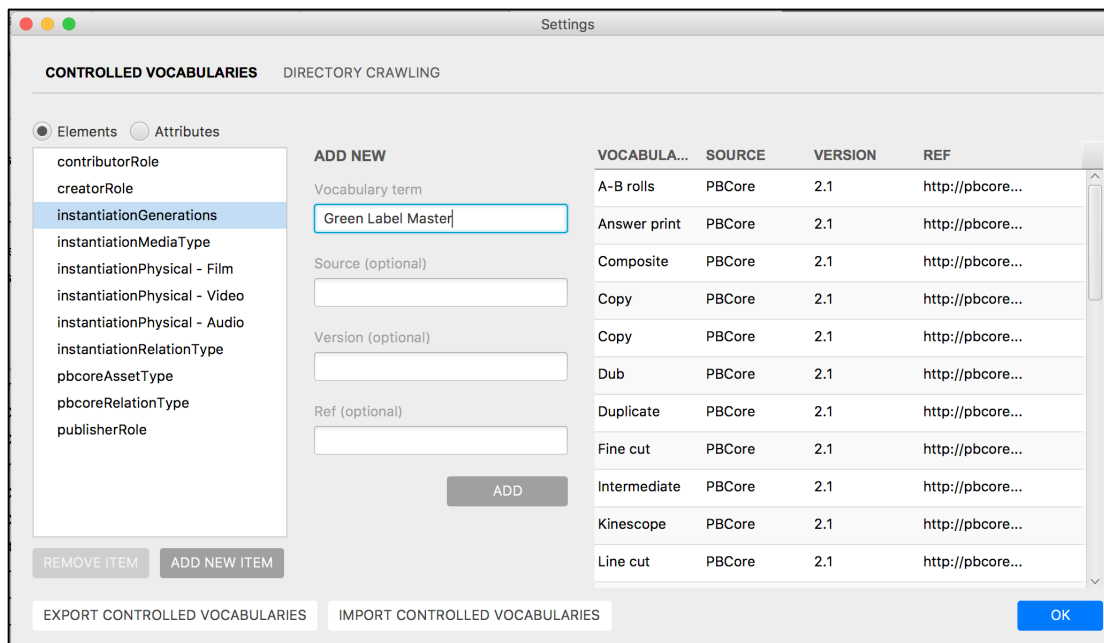 Settings
CONTROLLED VOCABULARIES DIRECTORY CRAWLING
Elements Attributes
contributorRole
creatorRole
instantiationGenerations
instantiationMediaType
instantiationPhysical - Film
instantiationPhysical - Video
instantiationPhysical - Audio
instantiationRelationType
pbcoreAssetType
pbcoreRelationType
publisherRole
REMOVE ITEM ADD NEW ITEM
ADD NEW
Vocabulary term
Green Label Master
Source (optional)
Version (optional)
Ref (optional)
ADD
VOCABULA... SOURCE VERSION REF
A-B rolls PBCore 2.1 http://pbcore...
Answer print PBCore 2.1 http://pbcore...
Composite PBCore 2.1 http://pbcore...
Copy PBCore 2.1 http://pbcore...
Copy PBCore 2.1 http://pbcore...
Dub PBCore 2.1 http://pbcore...
Duplicate PBCore 2.1 http://pbcore...
Fine cut PBCore 2.1 http://pbcore...
Intermediate PBCore 2.1 http://pbcore...
Kinescope PBCore 2.1 http://pbcore...
Line cut PBCore 2.1 http://pbcore...
EXPORT CONTROLLED VOCABULARIES IMPORT CONTROLLED VOCABULARIES OK